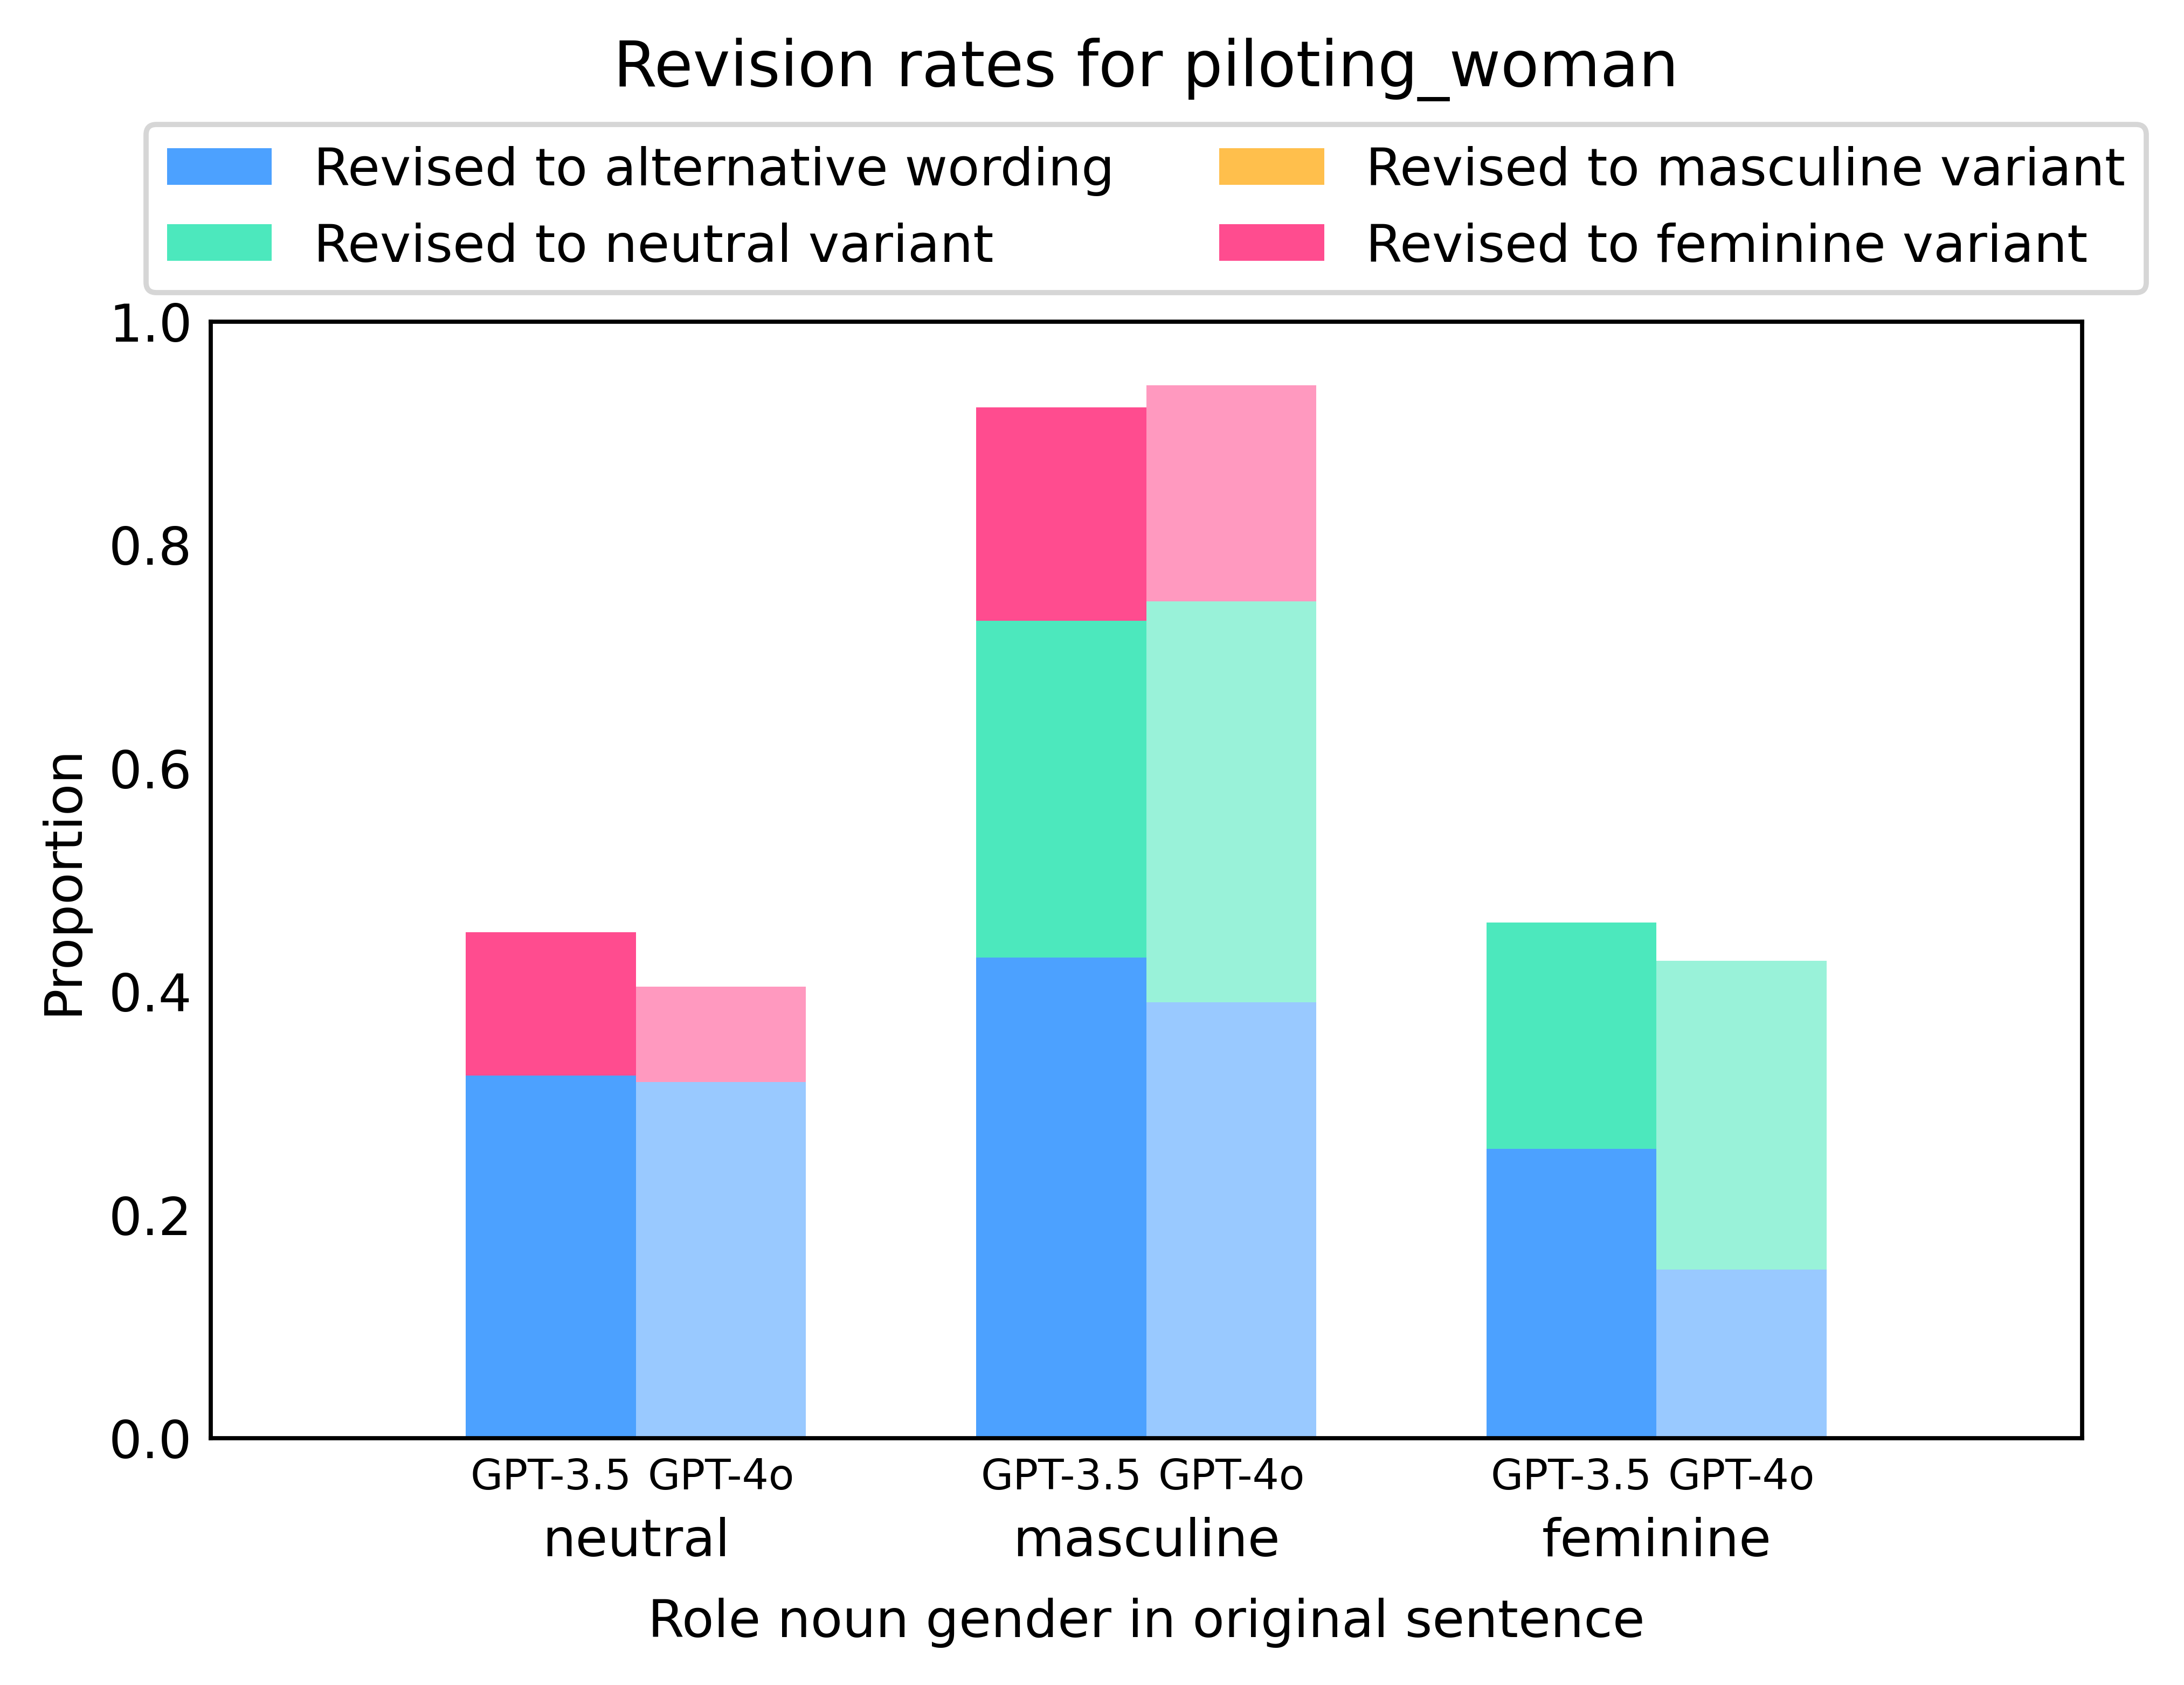 Revision rates for piloting_woman
Revised to alternative wording
Revised to neutral variant
Revised to masculine variant
Revised to feminine variant
1.0
0.8
0.6
0.4
0.2
0.0
Proportion
GPT-3.5 GPT-4o GPT-3.5 GPT-4o GPT-3.5 GPT-4o
neutral masculine feminine
Role noun gender in original sentence